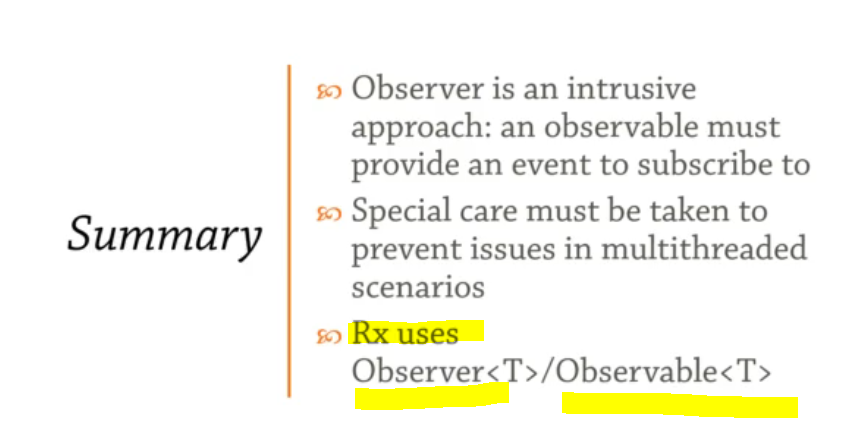 Summary
Observer is an intrusive
approach: an observable must
provide an event to subscribe to
Special care must be taken to
prevent issues in multithreaded
scenarios
Rx uses
Observer<T>/Observable<T>